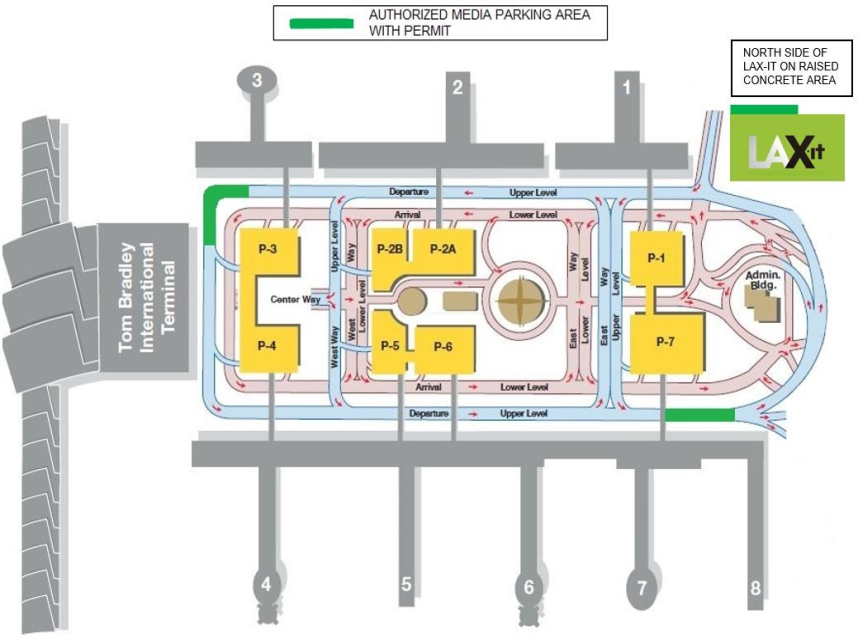 AUTHORIZED MEDIA PARKING AREA
WITH PERMIT
NORTH SIDE OF
LAX-IT ON RAISED
CONCRETE AREA
LAX-it
3
2
1
Departure
Upper Level
Arrival
Lower Level
P-3
P-2B
P-2A
P-1
Upper Level
Way
Way
Level
Way
Level
Admin.
Bldg.
Tom Bradley
International
Terminal
Center Way
West Way
West
Lower Level
East
Lower
East
Upper
P-4
P-5
P-6
P-7
Arrival
Lower Level
Departure
Upper Level
4
5
6
7
8